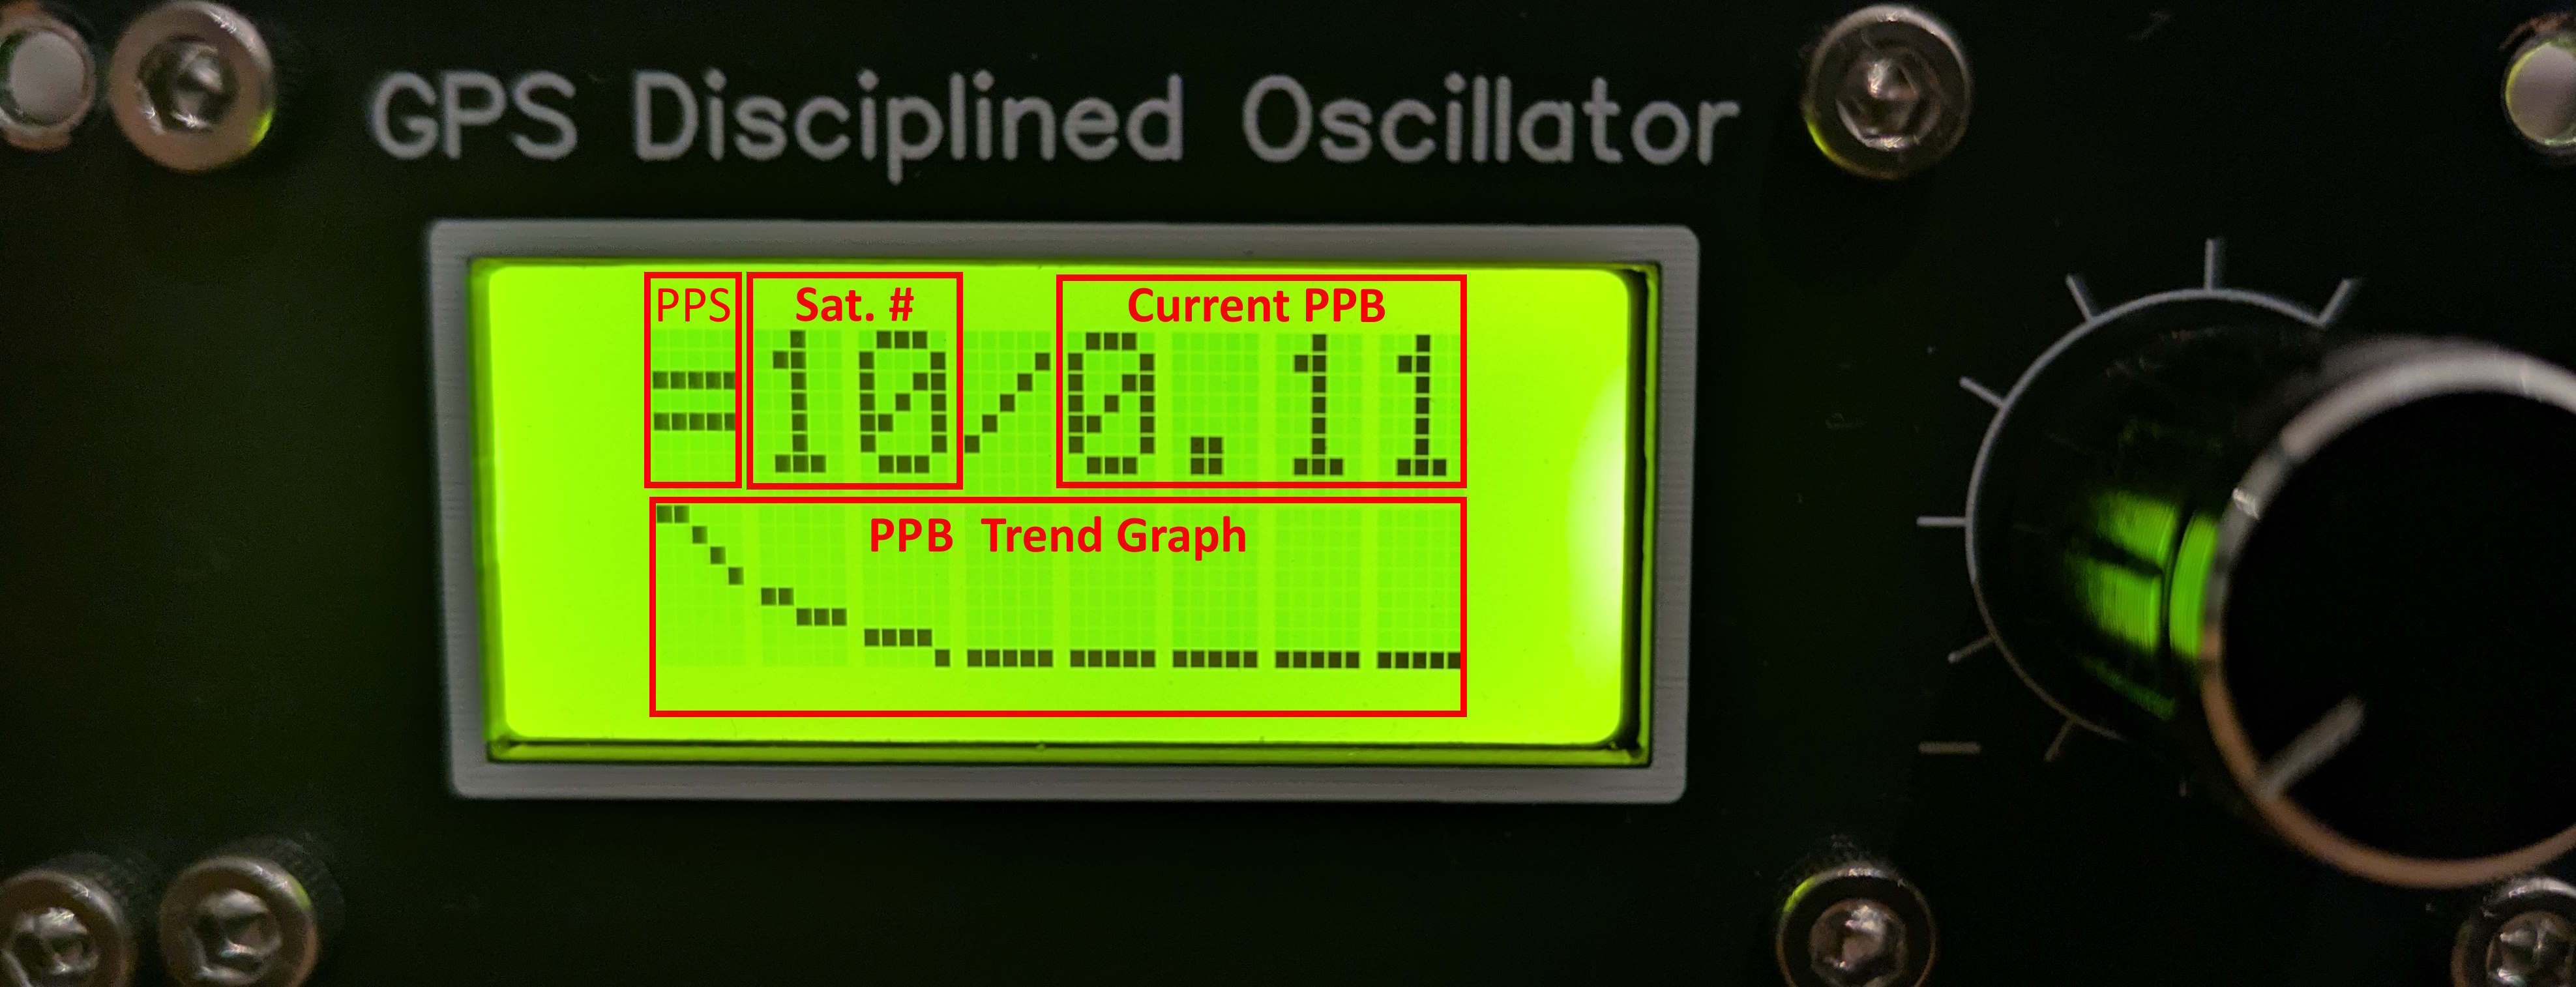 GPS Disciplined Oscillator
PPS Sat. # Current PPB
=10/0.11
PPB Trend Graph